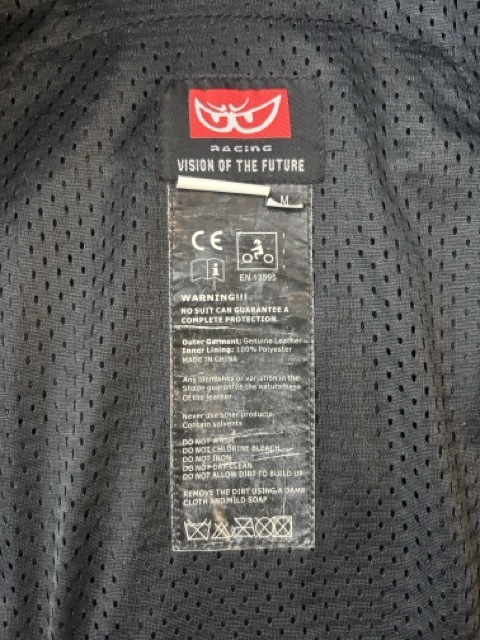 RACING
VISION OF THE FUTURE
M
CE
i
EN 13595
WARNING!!!
NO SUIT CAN GUARANTEE A
COMPLETE PROTECTION.
Outer Garment: Genuine Leather
Inner Lining: 100% Polyester
MADE IN CHINA
Any blemishes or variation in the
Shape guarantee the naturalness
Of the leather
Never use other products
Contain solvents
DO NOT WASH
DO NOT CHLORINE BLEACH
DO NOT IRON
DO NOT DRY CLEAN
DO NOT ALLOW DIRT TO BUILD UP
REMOVE THE DIRT USING A DAMP
CLOTH AND MILD SOAP